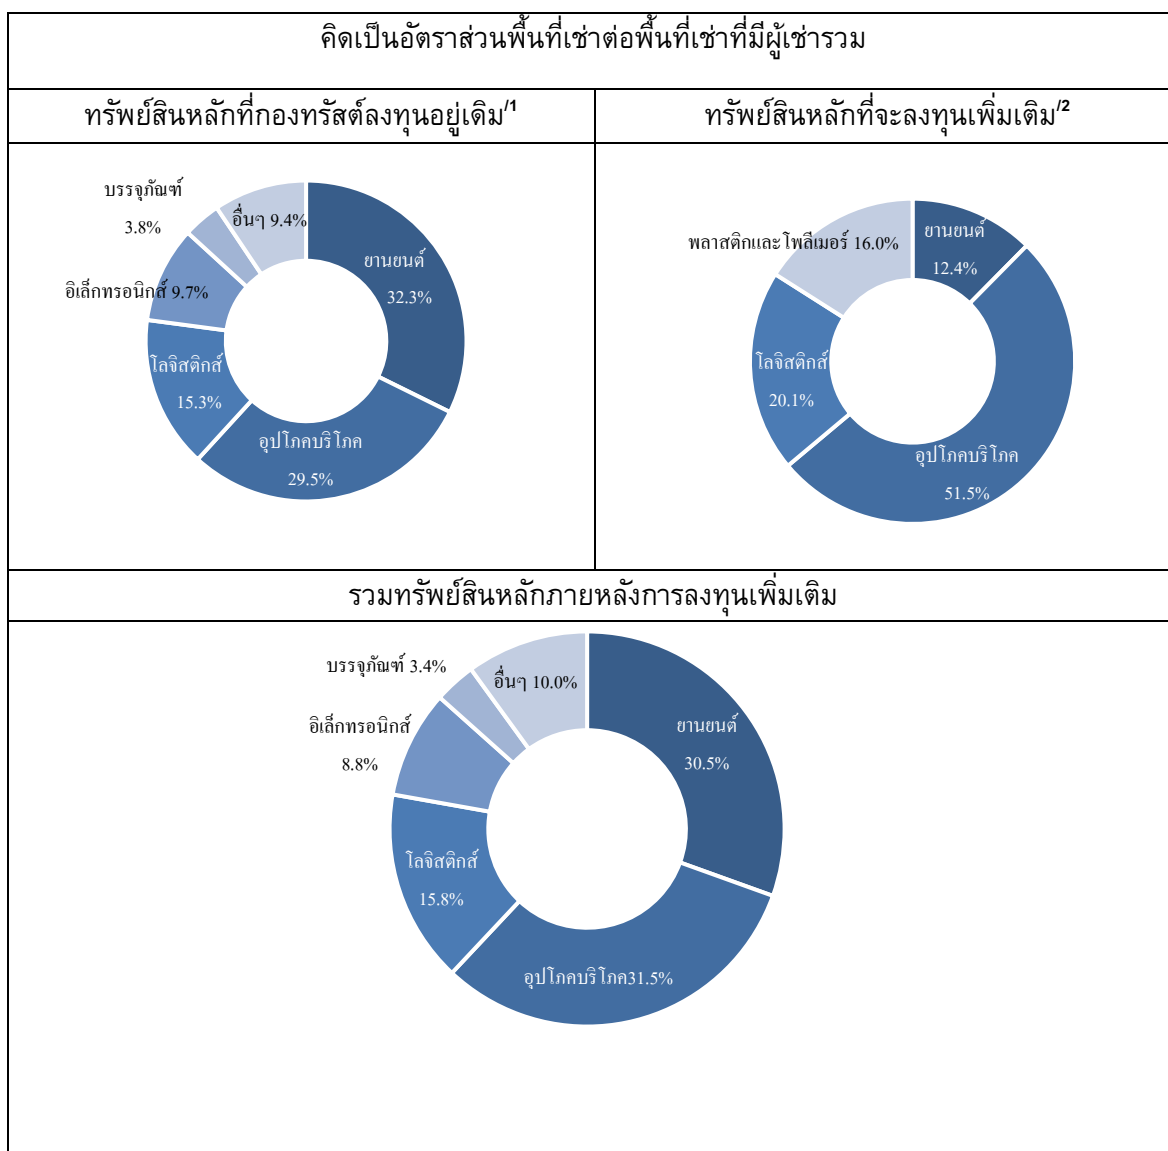 คิดเป็นอัตราส่วนพื้นที่เช่าต่อพื้นที่เช่าที่มีผู้เช่ารวม
ทรัพย์สินหลักที่กองทรัสต์ลงทุนอยู่เดิม/1
ทรัพย์สินหลักที่จะลงทุนเพิ่มเติม/2
บรรจุภัณฑ์
3.8%
อื่นๆ 9.4%
ยานยนต์
32.3%
อิเล็กทรอนิกส์ 9.7%
โลจิสติกส์
15.3%
อุปโภคบริโภค
29.5%
พลาสติกและโพลีเมอร์ 16.0%
ยานยนต์
12.4%
โลจิสติกส์
20.1%
อุปโภคบริโภค
51.5%
รวมทรัพย์สินหลักภายหลังการลงทุนเพิ่มเติม
บรรจุภัณฑ์ 3.4%
อื่นๆ 10.0%
อิเล็กทรอนิกส์
8.8%
ยานยนต์
30.5%
โลจิสติกส์
15.8%
อุปโภคบริโภค31.5%